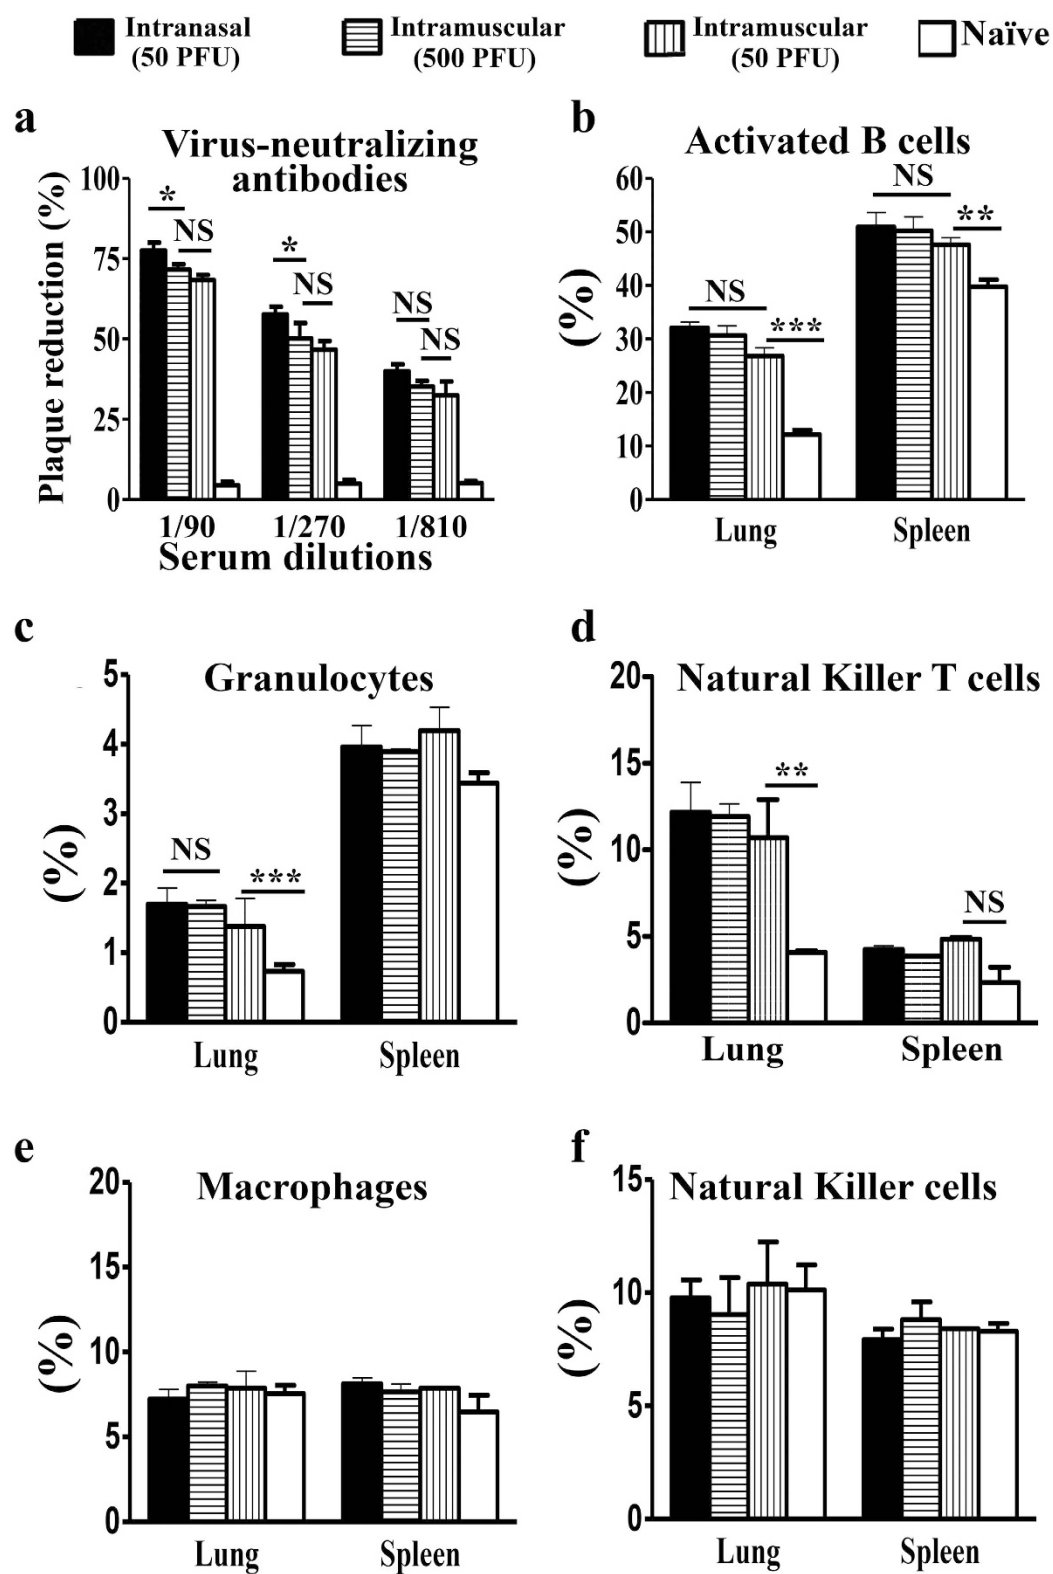 Intranasal
(50 PFU)
Intramuscular
(500 PFU)
Intramuscular
(50 PFU)
Naïve
a
Virus-neutralizing
antibodies
Plaque reduction (%)
100
75
50
25
0
*
NS
*
NS
NS
NS
1/90
1/270
1/810
Serum dilutions
b
Activated B cells
(%)
60
50
40
30
20
10
0
NS
***
NS
**
Lung
Spleen
c
Granulocytes
(%)
5
4
3
2
1
0
NS
***
Lung
Spleen
d
Natural Killer T cells
(%)
20
15
10
5
0
**
NS
Lung
Spleen
e
Macrophages
(%)
20
15
10
5
0
Lung
Spleen
f
Natural Killer cells
(%)
15
10
5
0
Lung
Spleen